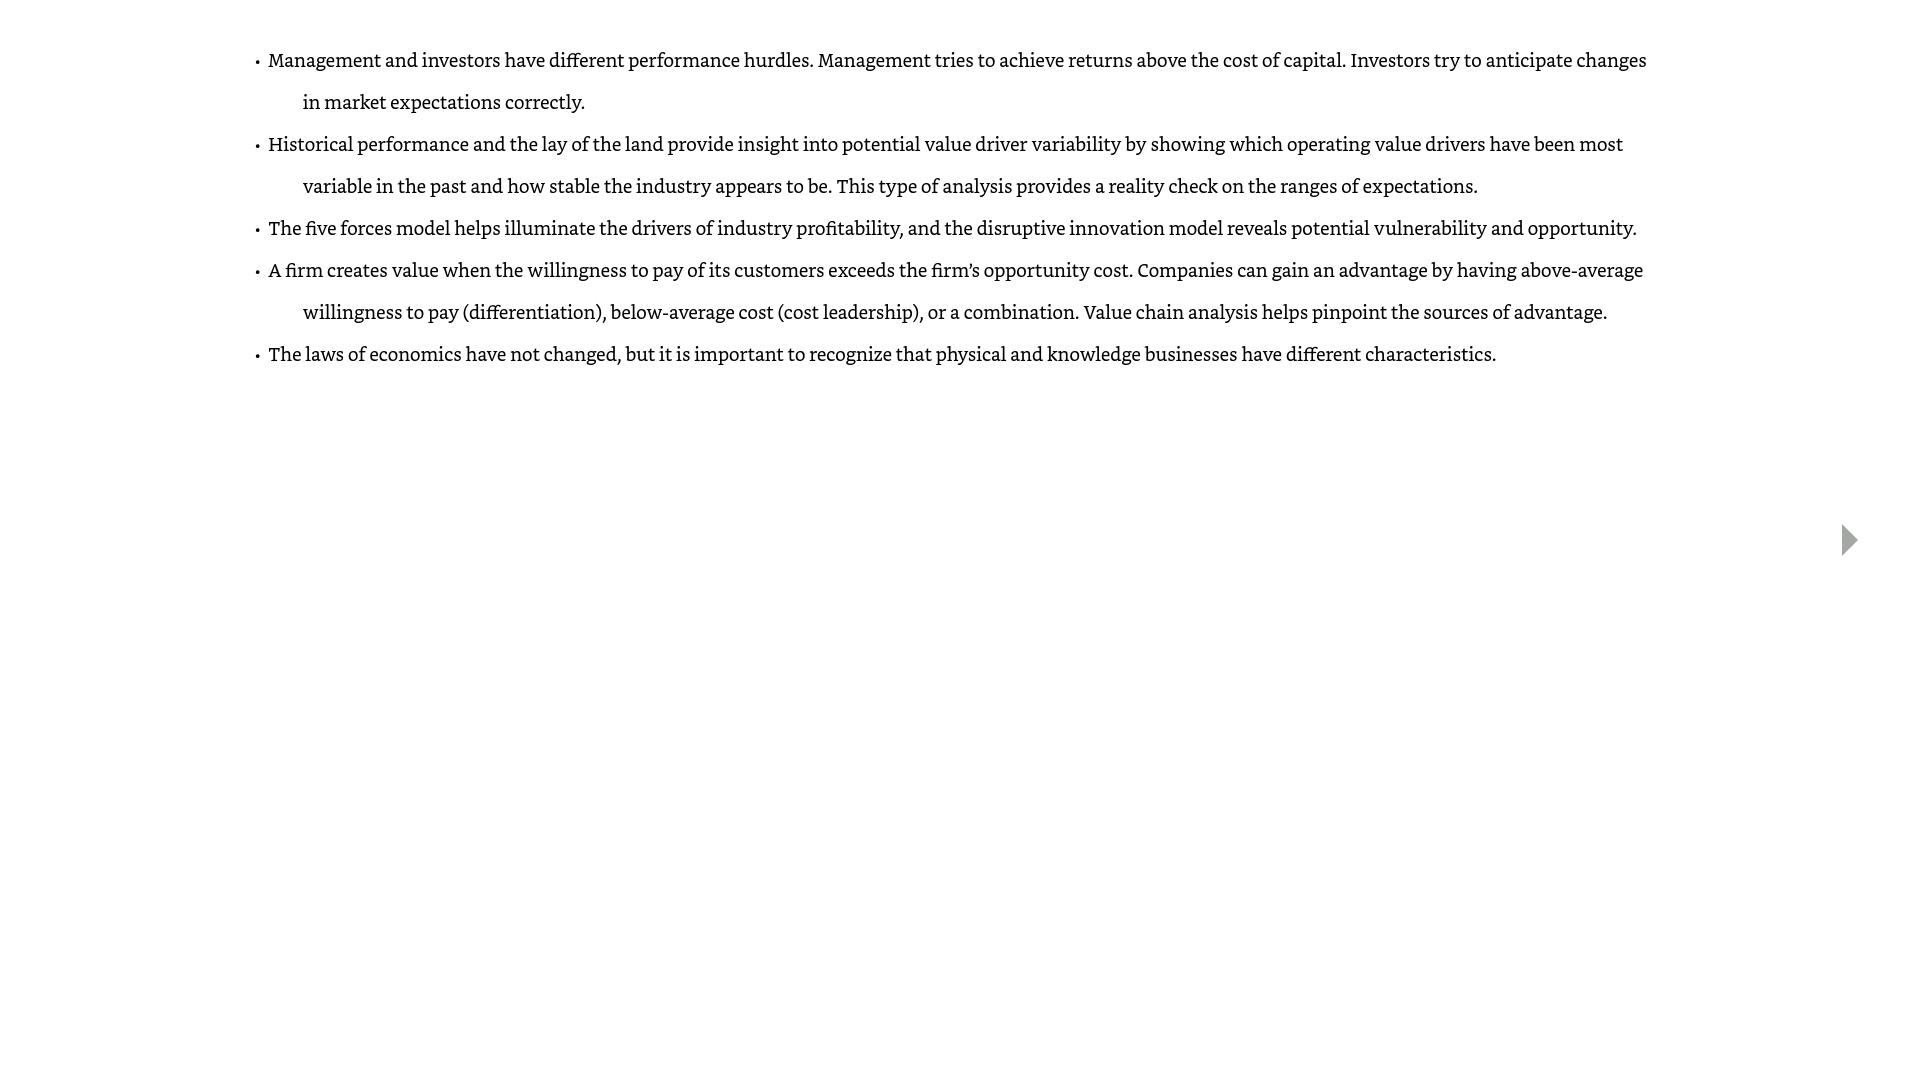 • Management and investors have different performance hurdles. Management tries to achieve returns above the cost of capital. Investors try to anticipate changes
in market expectations correctly.
• Historical performance and the lay of the land provide insight into potential value driver variability by showing which operating value drivers have been most
variable in the past and how stable the industry appears to be. This type of analysis provides a reality check on the ranges of expectations.
• The five forces model helps illuminate the drivers of industry profitability, and the disruptive innovation model reveals potential vulnerability and opportunity.
• A firm creates value when the willingness to pay of its customers exceeds the firm’s opportunity cost. Companies can gain an advantage by having above-average
willingness to pay (differentiation), below-average cost (cost leadership), or a combination. Value chain analysis helps pinpoint the sources of advantage.
• The laws of economics have not changed, but it is important to recognize that physical and knowledge businesses have different characteristics.